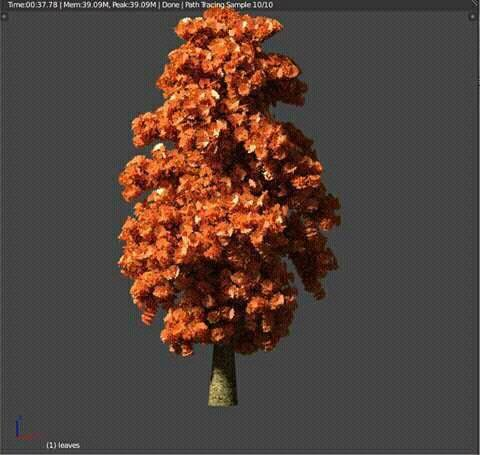 Time:00:37.78 | Mem:39.09M, Peak:39.09M | Done | Path Tracing Sample 10/10
(1) leaves